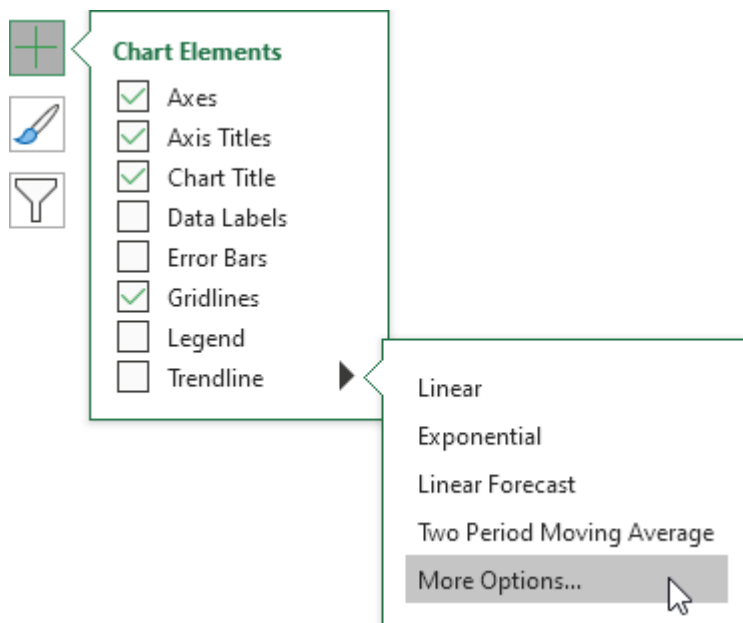 Chart Elements
Axes
Axis Titles
Chart Title
Data Labels
Error Bars
Gridlines
Legend
Trendline
Linear
Exponential
Linear Forecast
Two Period Moving Average
More Options...